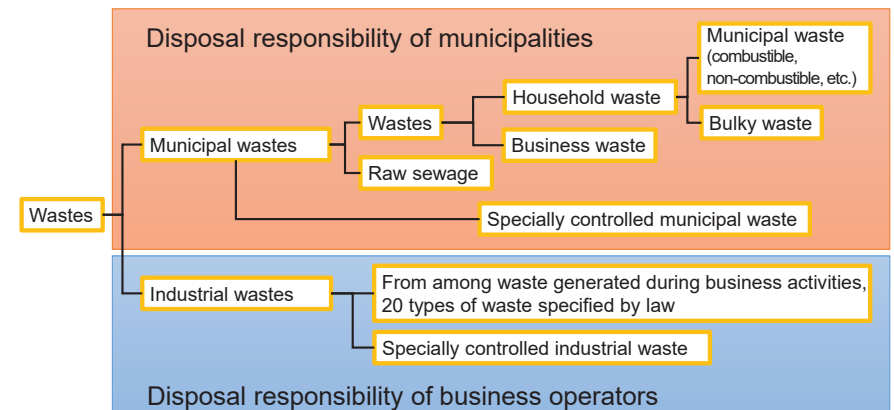 Disposal responsibility of municipalities
Municipal waste
(combustible,
non-combustible, etc.)
Household waste
Wastes
Bulky waste
Municipal wastes
Business waste
Raw sewage
Wastes
Specially controlled municipal waste
Industrial wastes
From among waste generated during business activities,
20 types of waste specified by law
Specially controlled industrial waste
Disposal responsibility of business operators